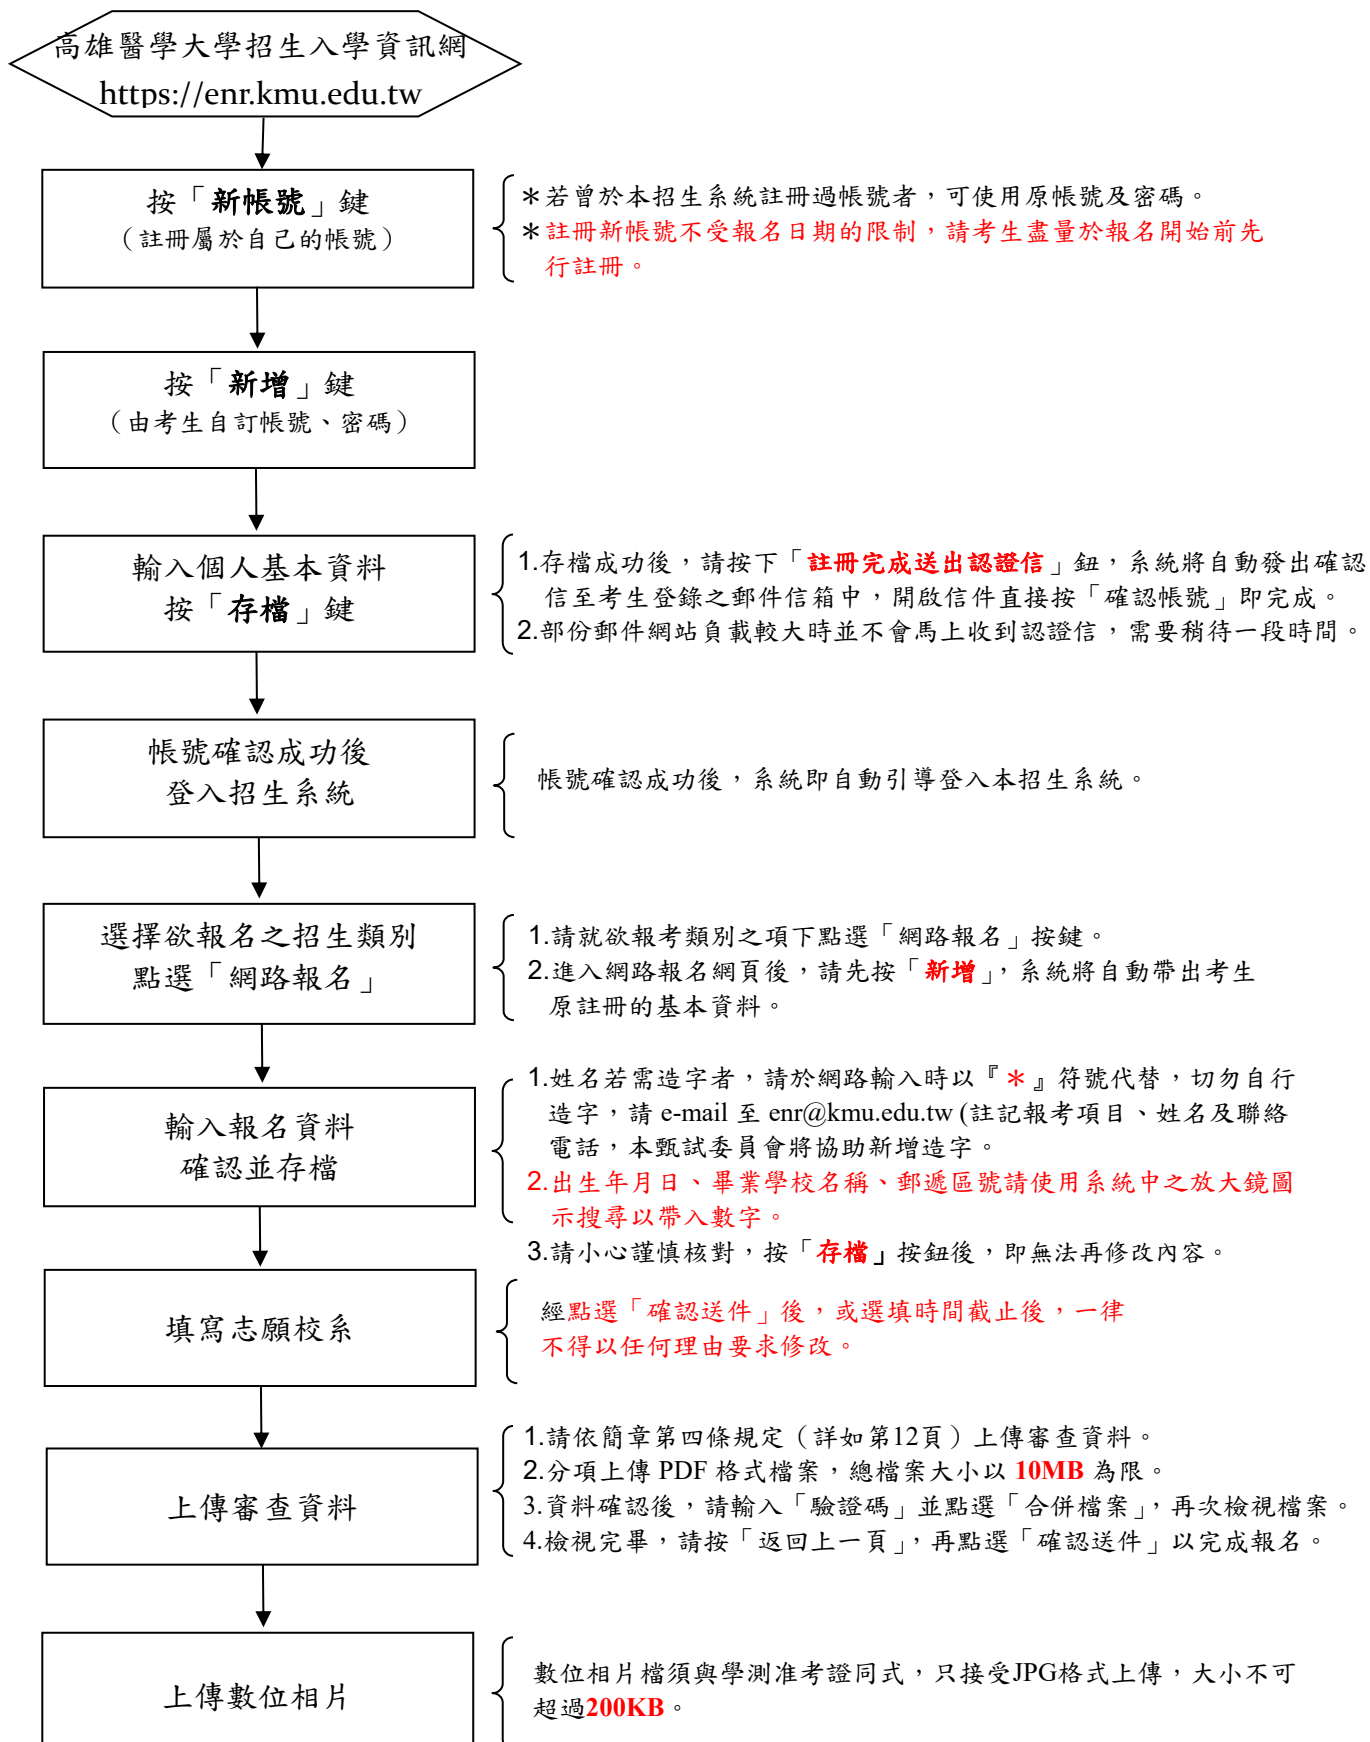 高雄醫學大學招生入學資訊網
https://enr.kmu.edu.tw
按「新帳號」鍵
（註冊屬於自己的帳號）
＊若曾於本招生系統註冊過帳號者，可使用原帳號及密碼。
＊註冊新帳號不受報名日期的限制，請考生盡量於報名開始前先
行註冊。
按「新增」鍵
（由考生自訂帳號、密碼）
輸入個人基本資料
按「存檔」鍵
1.存檔成功後，請按下「註冊完成送出認證信」鈕，系統將自動發出確認
信至考生登錄之郵件信箱中，開啟信件直接按「確認帳號」即完成。
2.部份郵件網站負載較大時並不會馬上收到認證信，需要稍待一段時間。
帳號確認成功後
登入招生系統
帳號確認成功後，系統即自動引導登入本招生系統。
選擇欲報名之招生類別
點選「網路報名」
1.請就欲報考類別之項下點選「網路報名」按鍵。
2.進入網路報名網頁後，請先按「新增」，系統將自動帶出考生
原註冊的基本資料。
輸入報名資料
確認並存檔
1.姓名若需造字者，請於網路輸入時以『＊』符號代替，切勿自行
造字，請 e-mail 至 enr@kmu.edu.tw (註記報考項目、姓名及聯絡
電話，本甄試委員會將協助新增造字。
2.出生年月日、畢業學校名稱、郵遞區號請使用系統中之放大鏡圖
示搜尋以帶入數字。
3.請小心謹慎核對，按「存檔」按鈕後，即無法再修改內容。
填寫志願校系
經點選「確認送件」後，或選填時間截止後，一律
不得以任何理由要求修改。
上傳審查資料
1.請依簡章第四條規定（詳如第12頁）上傳審查資料。
2.分項上傳 PDF 格式檔案，總檔案大小以 10MB 為限。
3.資料確認後，請輸入「驗證碼」並點選「合併檔案」，再次檢視檔案。
4.檢視完畢，請按「返回上一頁」，再點選「確認送件」以完成報名。
上傳數位相片
數位相片檔須與學測准考證同式，只接受JPG格式上傳，大小不可
超過200KB。